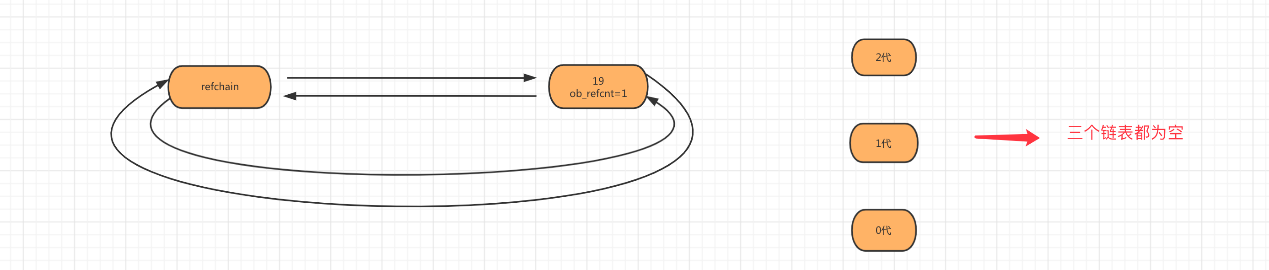 refchain
19
ob_refcnt=1
2代
1代
三个链表都为空
0代